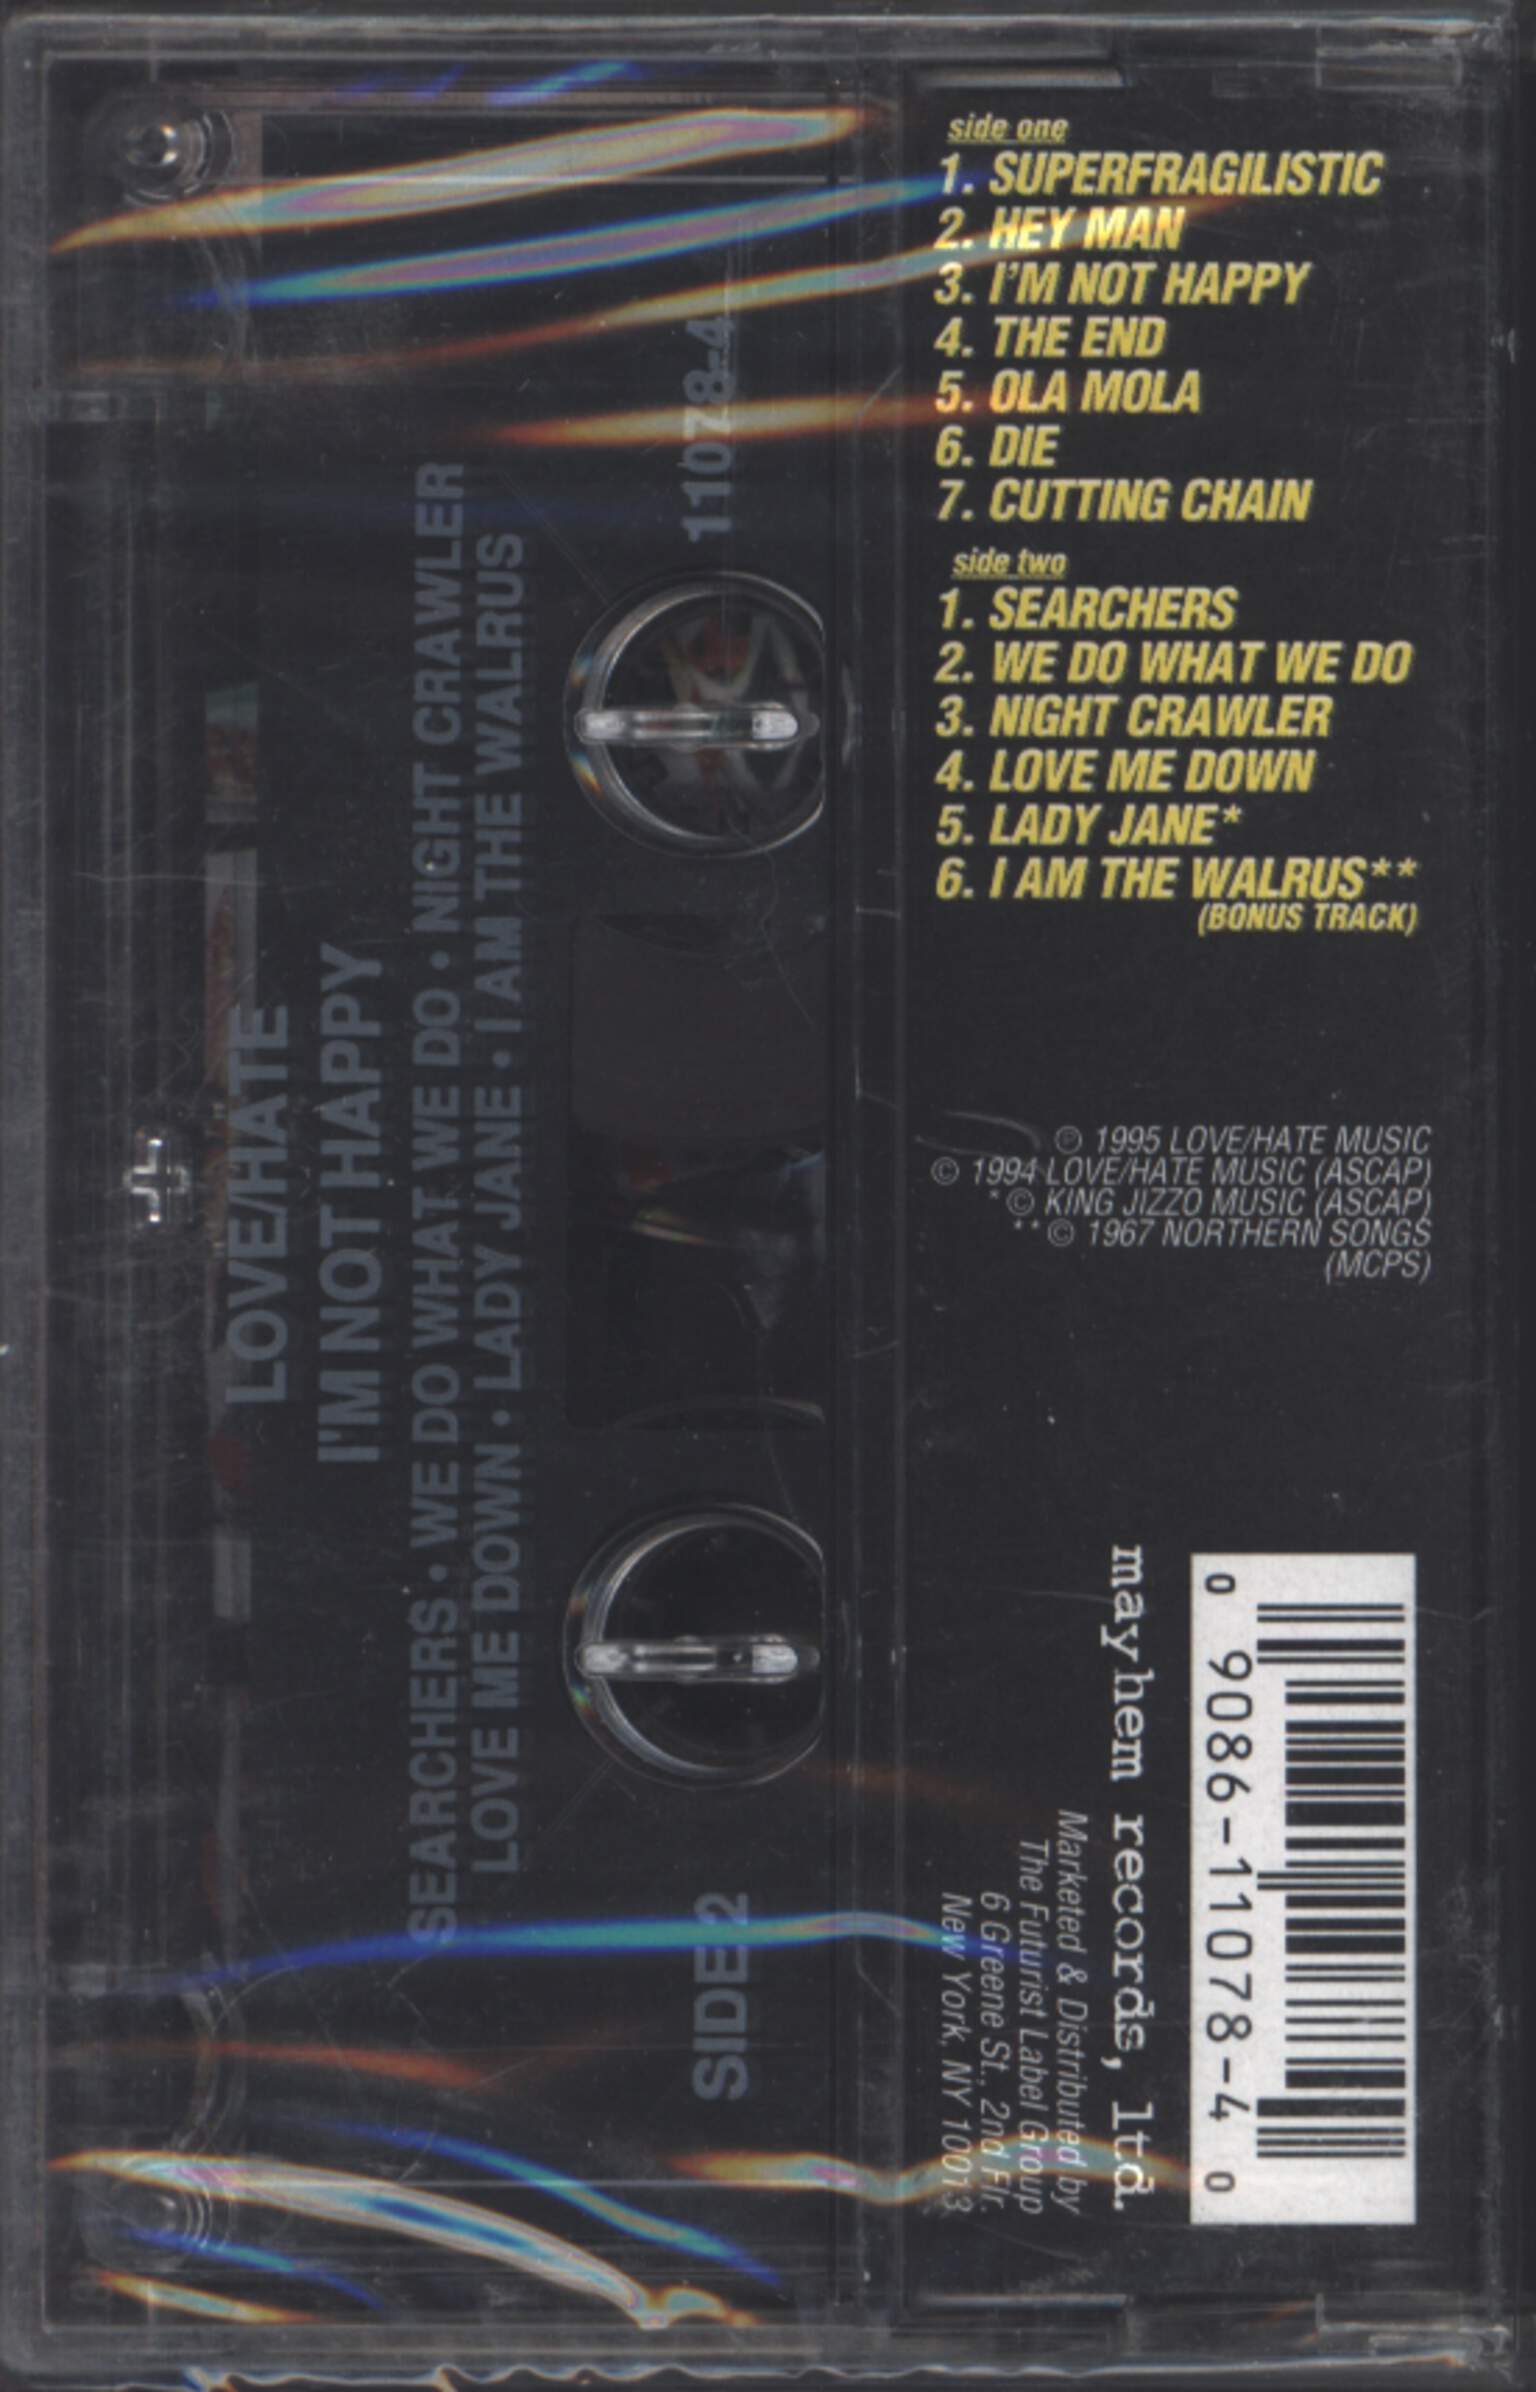 side one
1. SUPERFRAGILISTIC
2. HEY MAN
3. I'M NOT HAPPY
4. THE END
5. OLA MOLA
6. DIE
7. CUTTING CHAIN
side two
1. SEARCHERS
2. WE DO WHAT WE DO
3. NIGHT CRAWLER
4. LOVE ME DOWN
5. LADY JANE*
6. I AM THE WALRUS**
(BONUS TRACK)
℗ 1995 LOVE/HATE MUSIC
© 1994 LOVE/HATE MUSIC (ASCAP)
*© KING JIZZO MUSIC (ASCAP)
**© 1967 NORTHERN SONGS
(MCPS)
0 9086-11078-4 0
mayhem records, ltd.
Marketed & Distributed by
The Futurist Label Group
6 Greene St., 2nd Flr.
New York, NY 10013
LOVE/HATE
I'M NOT HAPPY
SEARCHERS • WE DO WHAT WE DO • NIGHT CRAWLER
LOVE ME DOWN • LADY JANE • I AM THE WALRUS
SIDE 2
11078-4